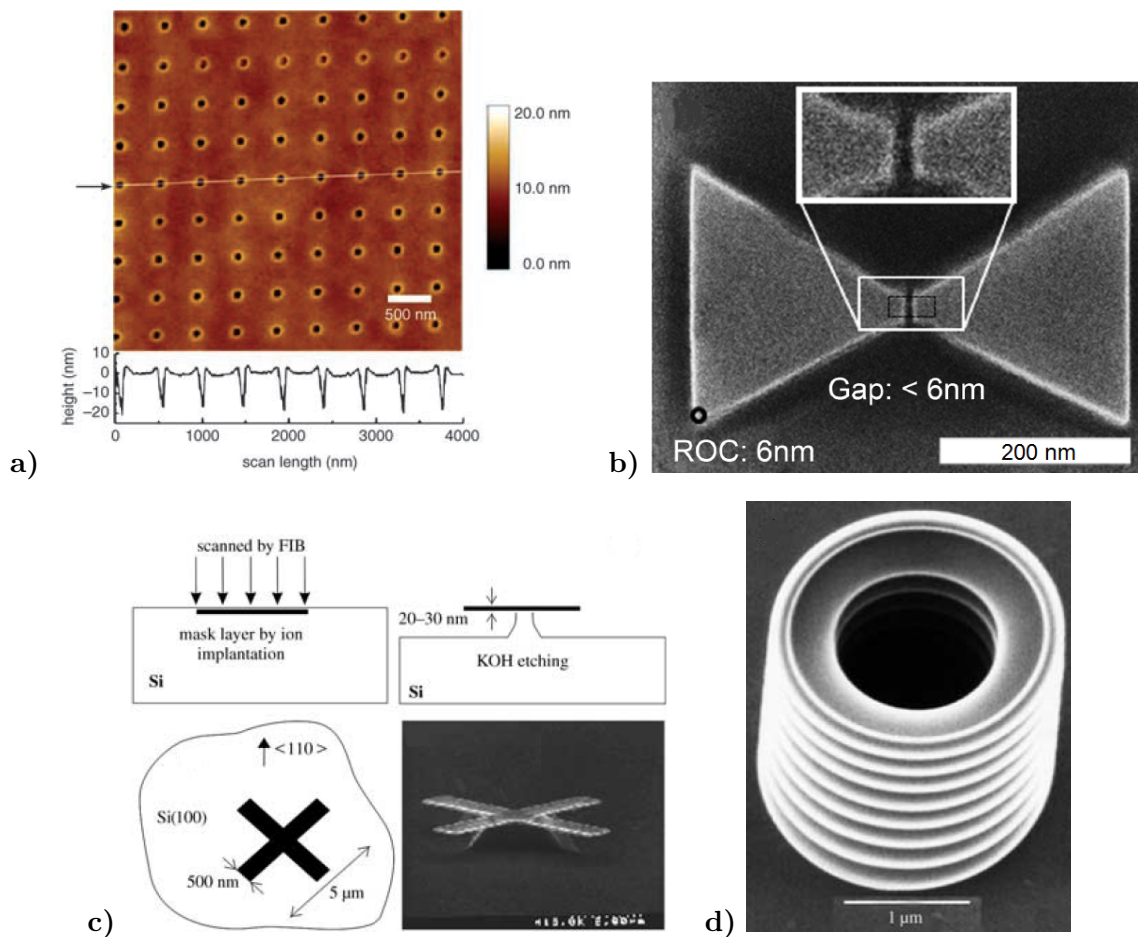 20.0 nm
10.0 nm
0.0 nm
500 nm
height (nm)
10
0
−10
−20
0
1000
2000
3000
4000
scan length (nm)
a)
Gap: < 6nm
ROC: 6nm
200 nm
b)
scanned by FIB
mask layer by ion
implantation
Si
20–30 nm
KOH etching
Si
<110>
Si(100)
500 nm
5 μm
c)
1 μm
d)